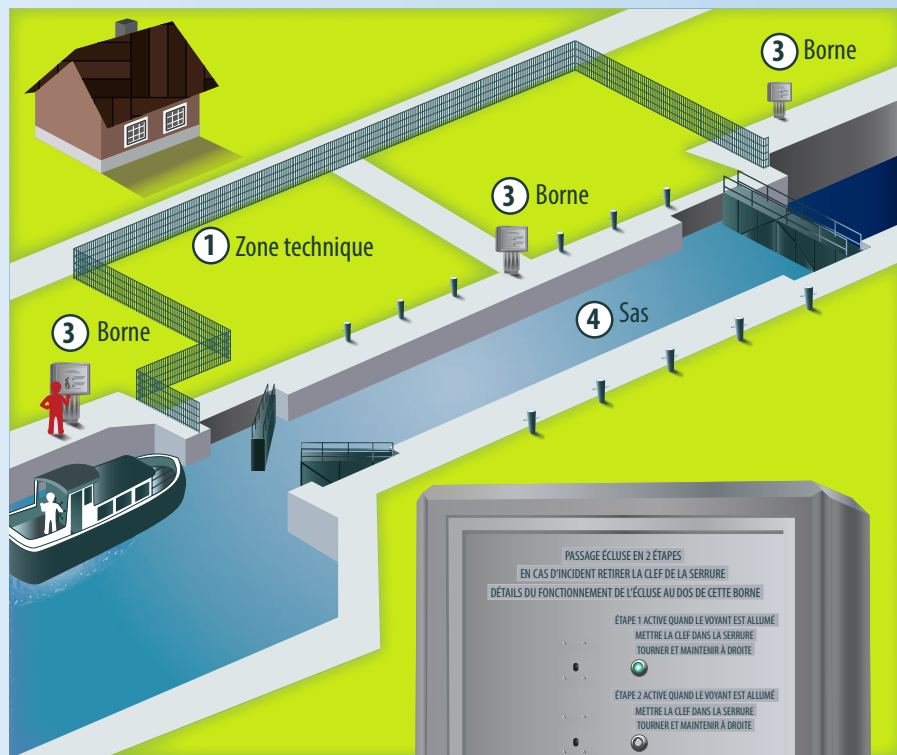 3 Borne
3 Borne
1 Zone technique
4 Sas
3 Borne
PASSAGE ÉCLUSE EN 2 ÉTAPES
EN CAS D'INCIDENT RETIRER LA CLEF DE LA SERRURE
DÉTAILS DU FONCTIONNEMENT DE L'ÉCLUSE AU DOS DE CETTE BORNE
ÉTAPE 1 ACTIVE QUAND LE VOYANT EST ALLUMÉ
METTRE LA CLEF DANS LA SERRURE
TOURNER ET MAINTENIR À DROITE
ÉTAPE 2 ACTIVE QUAND LE VOYANT EST ALLUMÉ
METTRE LA CLEF DANS LA SERRURE
TOURNER ET MAINTENIR À DROITE